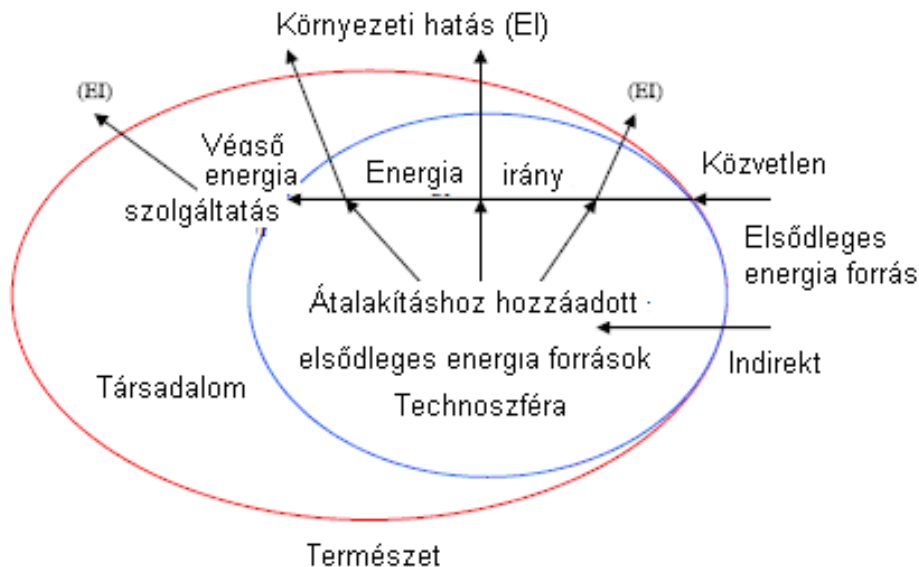 Környezeti hatás (EI)
(EI)
(EI)
Végső
energia
szolgáltatás
Energia irány
Közvetlen
Elsődleges
energia forrás
Átalakításhoz hozzáadott
elsődleges energia források
Indirekt
Társadalom
Technoszféra
Természet